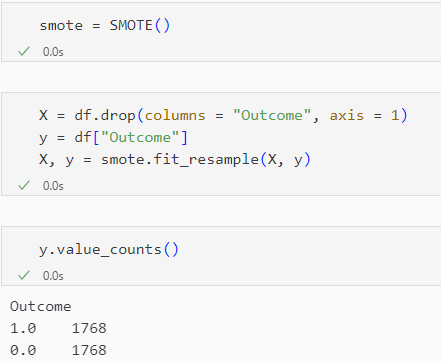 smote = SMOTE()
✓ 0.0s
X = df.drop(columns = "Outcome", axis = 1)
y = df["Outcome"]
X, y = smote.fit_resample(X, y)
✓ 0.0s
y.value_counts()
✓ 0.0s
Outcome
1.0    1768
0.0    1768